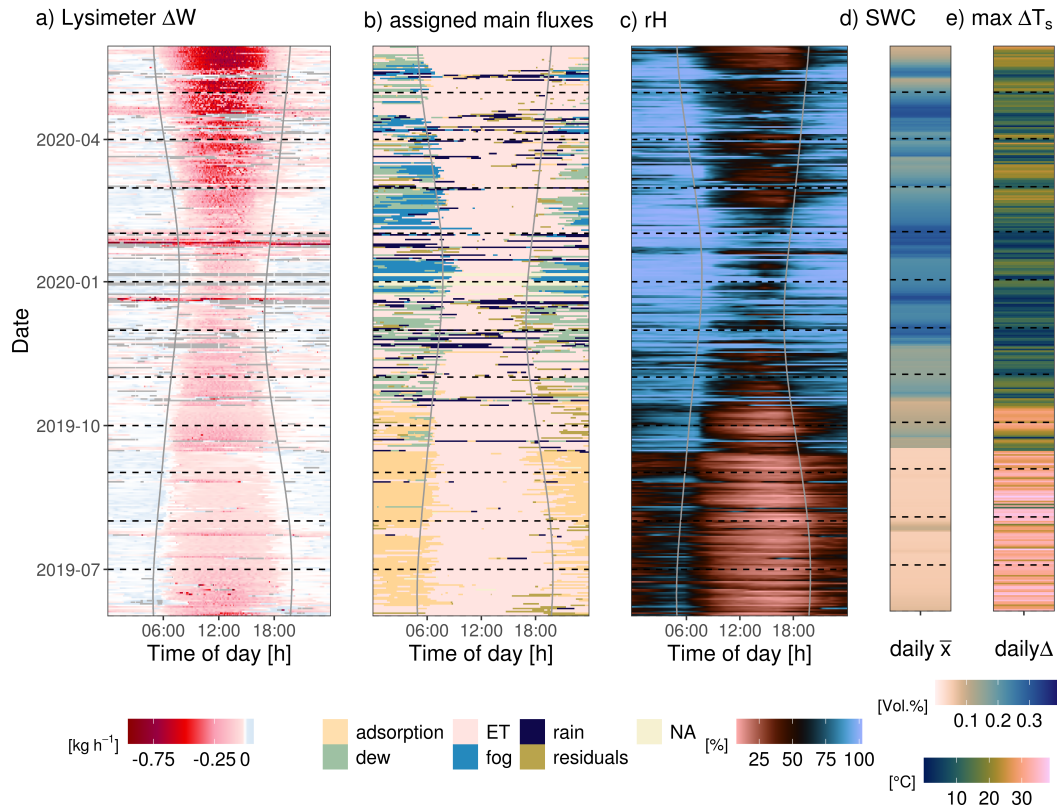 a) Lysimeter ΔW
b) assigned main fluxes
c) rH
d) SWC
e) max ΔTs
Date
2020-04
2020-01
2019-10
2019-07
06:00 12:00 18:00
06:00 12:00 18:00
06:00 12:00 18:00
Time of day [h]
Time of day [h]
Time of day [h]
daily x̅
dailyΔ
[kg h⁻¹]
-0.75 -0.25 0
adsorption
dew
ET
fog
rain
residuals
NA
[%]
25 50 75 100
[Vol.%]
0.1 0.2 0.3
[°C]
10 20 30